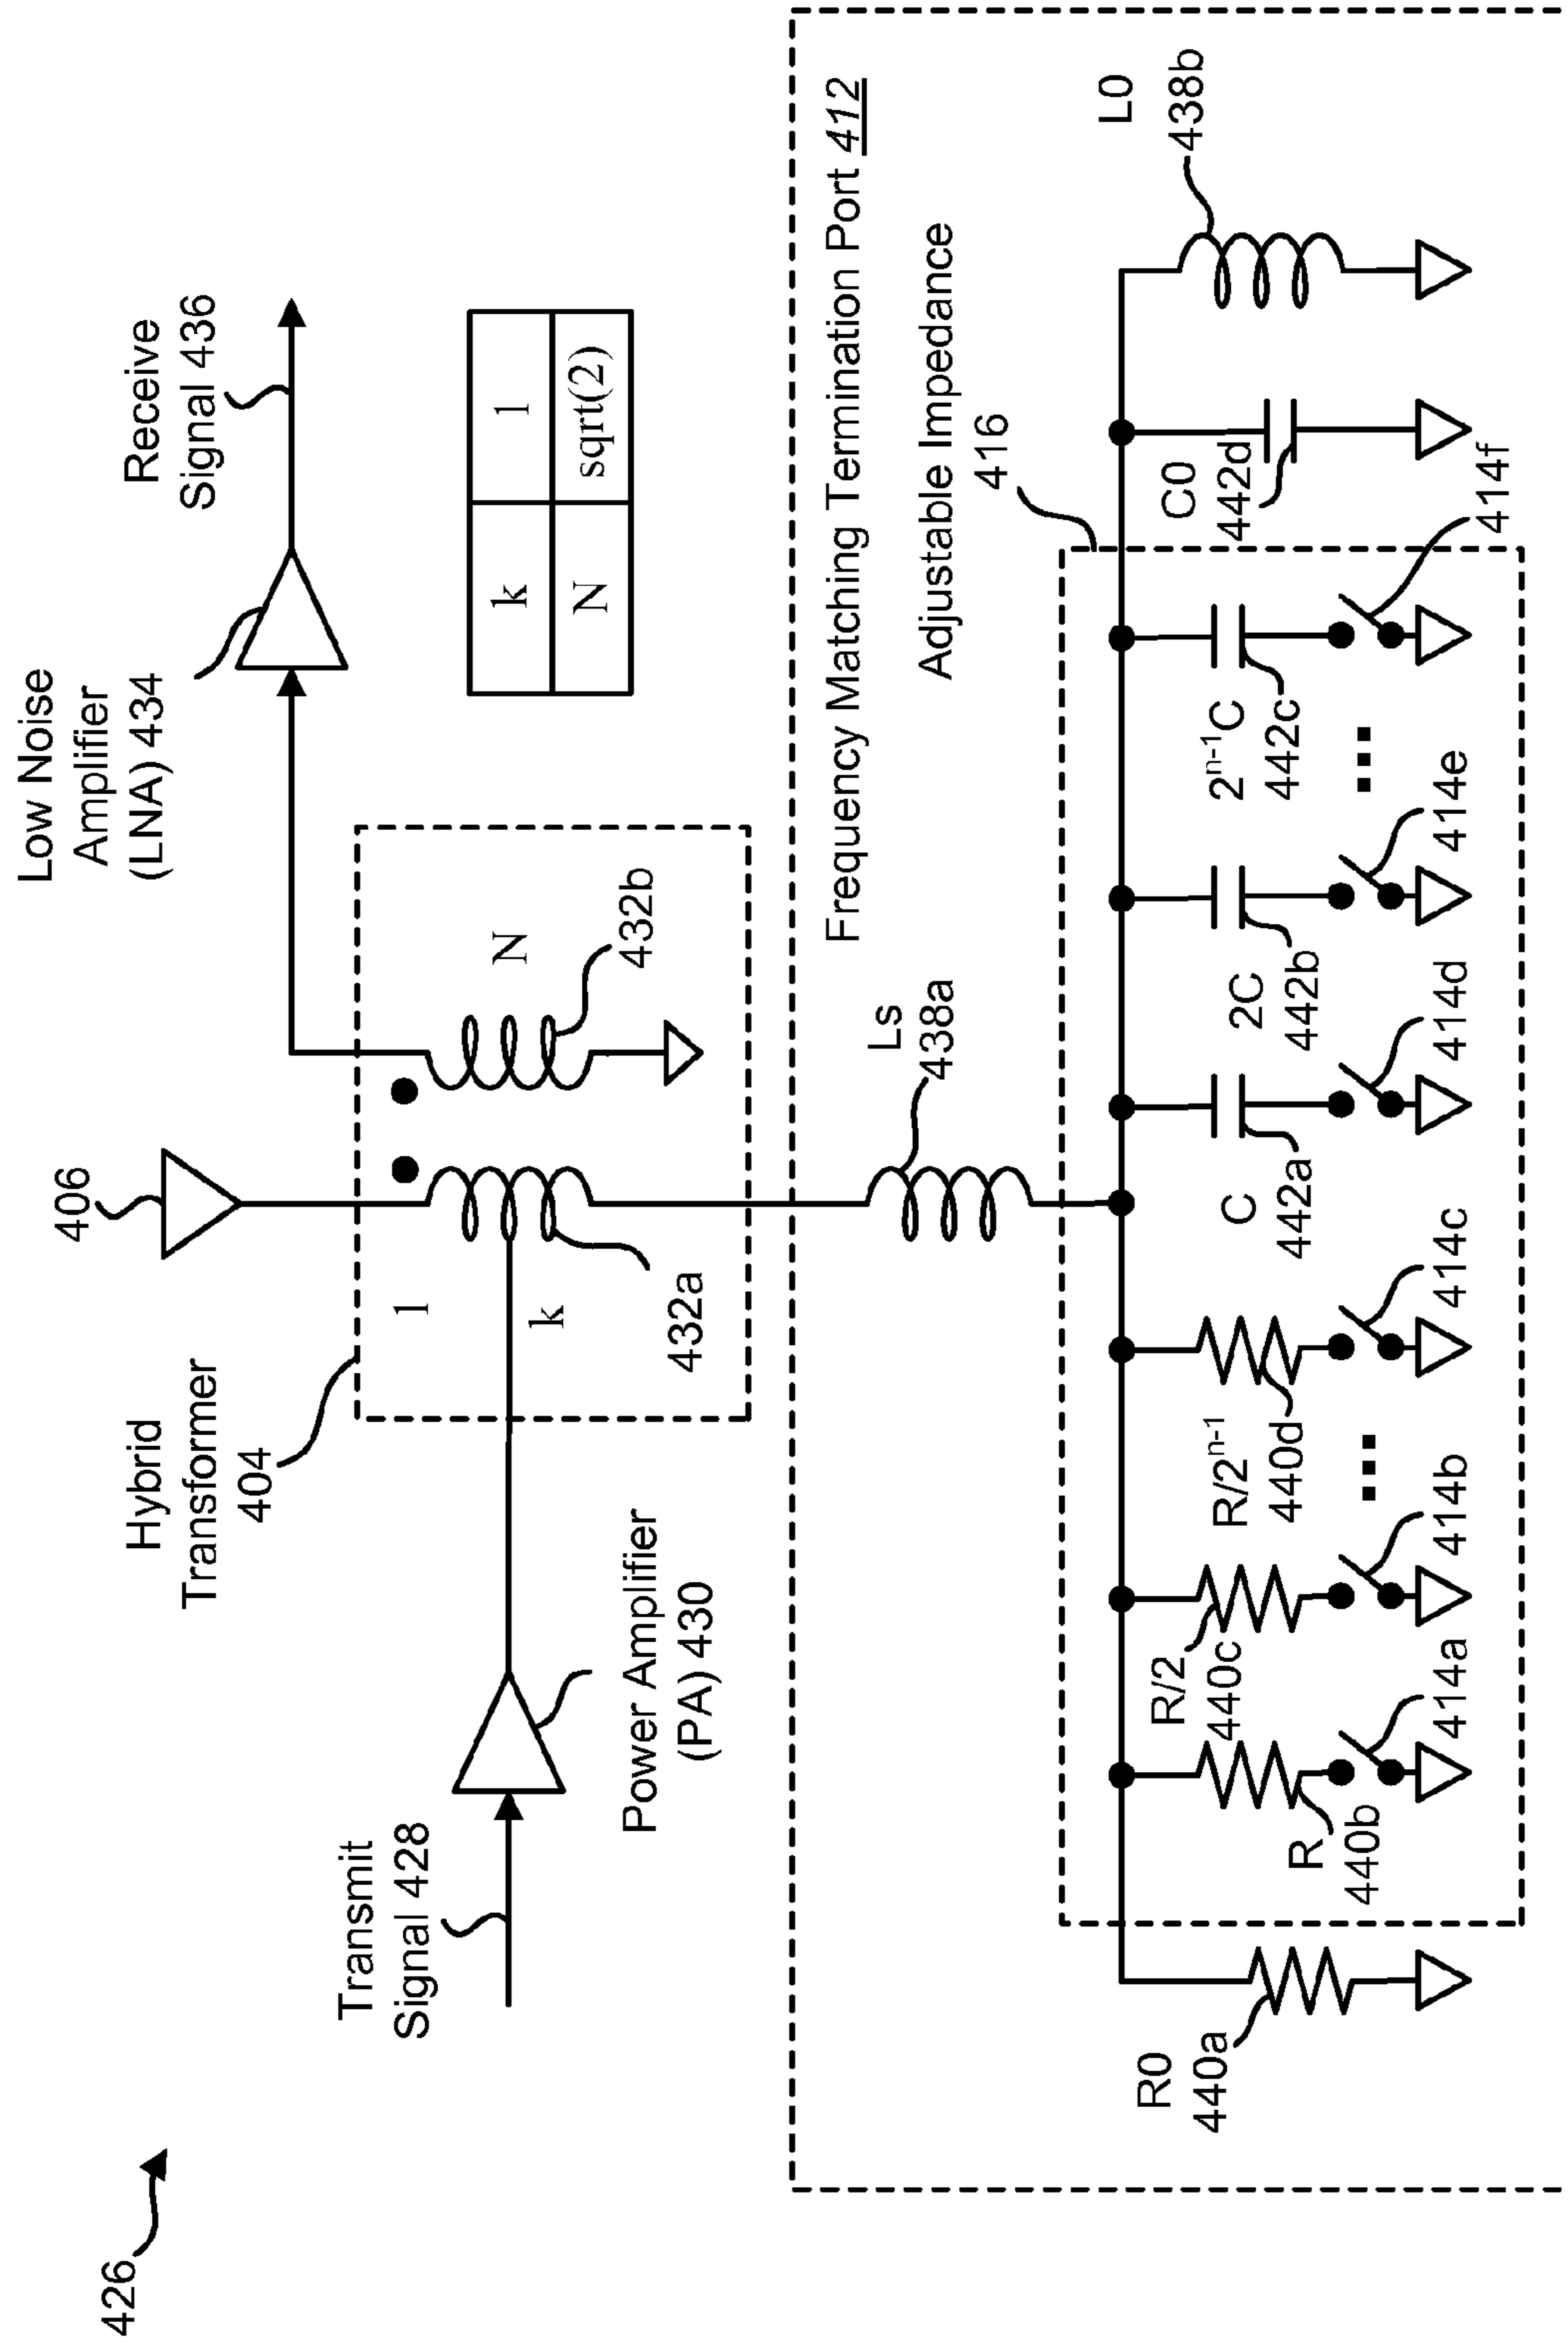 426
Transmit
Signal 428
Power Amplifier
(PA) 430
Hybrid
Transformer
404
406
1
k
432a
N
432b
Low Noise
Amplifier
(LNA) 434
Receive
Signal 436
k 1
N sqrt(2)
Frequency Matching Termination Port 412
Ls
438a
Adjustable Impedance
416
R0
440a
R
440b
414a
R/2
440c
414b
R/2ⁿ⁻¹
440d
414c
C
442a
414d
2C
442b
414e
2ⁿ⁻¹C
442c
414f
C0
442d
L0
438b